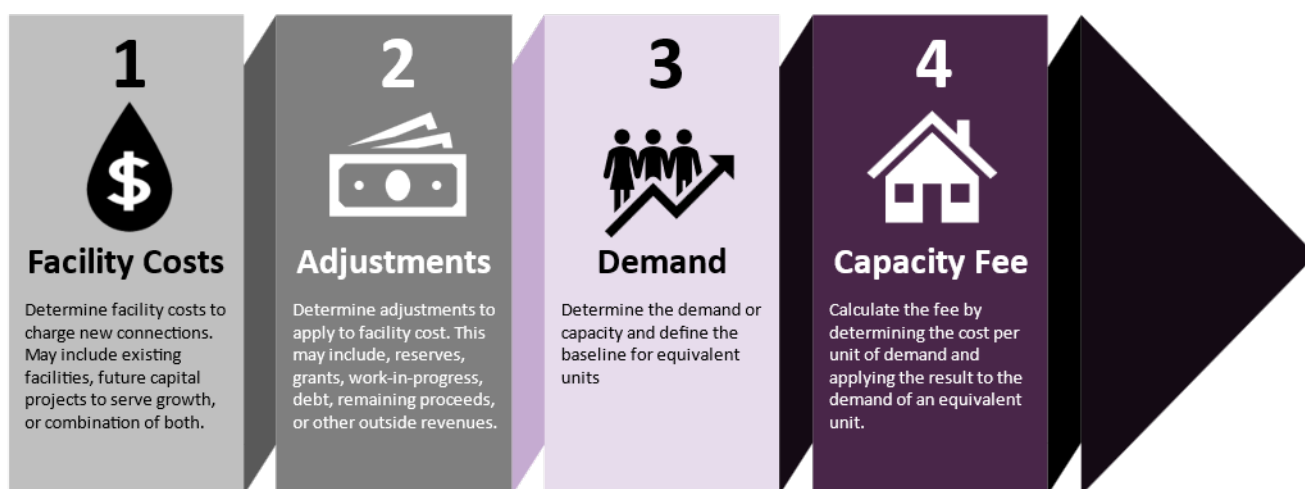 1
$
Facility Costs
Determine facility costs to
charge new connections.
May include existing
facilities, future capital
projects to serve growth,
or combination of both.
2
Adjustments
Determine adjustments to
apply to facility cost. This
may include, reserves,
grants, work-in-progress,
debt, remaining proceeds,
or other outside revenues.
3
Demand
Determine the demand or
capacity and define the
baseline for equivalent
units
4
Capacity Fee
Calculate the fee by
determining the cost per
unit of demand and
applying the result to the
demand of an equivalent
unit.